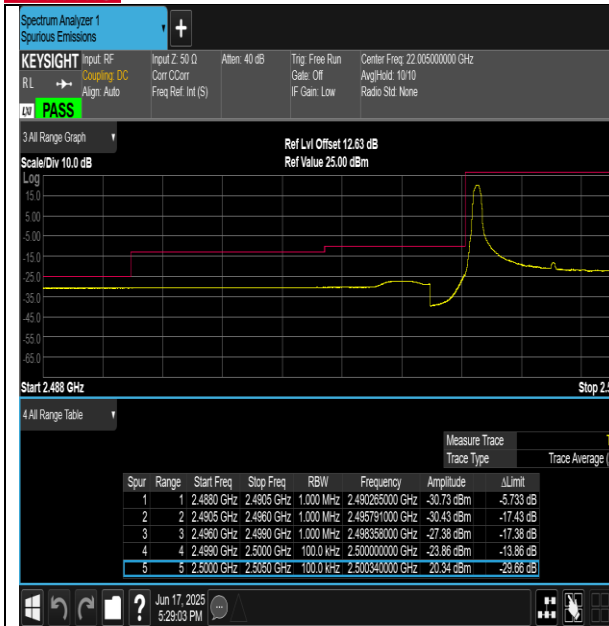 Spectrum Analyzer 1
Spurious Emissions
+
KEYSIGHT
RL
LXI PASS
Input: RF
Coupling: DC
Align: Auto
Input Z: 50 Ω
Corr CCorr
Freq Ref: Int (S)
Atten: 40 dB
Trig: Free Run
Gate: Off
IF Gain: Low
Center Freq: 22.005000000 GHz
Avg|Hold: 10/10
Radio Std: None
3 All Range Graph
Scale/Div 10.0 dB
Ref Lvl Offset 12.63 dB
Ref Value 25.00 dBm
Log
15.0
5.00
-5.00
-15.0
-25.0
-35.0
-45.0
-55.0
-65.0
Start 2.488 GHz Stop 2.5
4 All Range Table
Measure Trace
Trace Type Trace Average (
Spur Range Start Freq Stop Freq RBW Frequency Amplitude ΔLimit
1 1 2.4880 GHz 2.4905 GHz 1.000 MHz 2.490265000 GHz -30.73 dBm -5.733 dB
2 2 2.4905 GHz 2.4960 GHz 1.000 MHz 2.495791000 GHz -30.43 dBm -17.43 dB
3 3 2.4960 GHz 2.4990 GHz 1.000 MHz 2.498358000 GHz -27.38 dBm -17.38 dB
4 4 2.4990 GHz 2.5000 GHz 100.0 kHz 2.500000000 GHz -23.86 dBm -13.86 dB
5 5 2.5000 GHz 2.5050 GHz 100.0 kHz 2.500340000 GHz 20.34 dBm -29.66 dB
?
Jun 17, 2025
5:29:03 PM